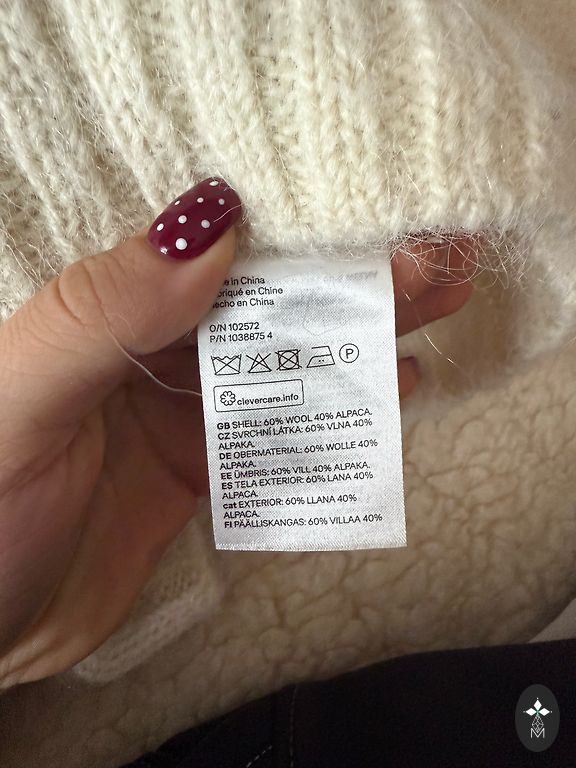 in China
riqué en Chine
echo en China
O/N 102572
P/N 1038875 4
P
clevercare.info
GB SHELL: 60% WOOL 40% ALPACA.
CZ SVRCHNÍ LÁTKA: 60% VLNA 40%
ALPAKA.
DE OBERMATERIAL: 60% WOLLE 40%
ALPAKA.
EE ÜMBRIS: 60% VILL 40% ALPAKA.
ES TELA EXTERIOR: 60% LANA 40%
ALPACA.
cat EXTERIOR: 60% LLANA 40%
ALPACA.
FI PÄÄLLISKANGAS: 60% VILLAA 40%
M